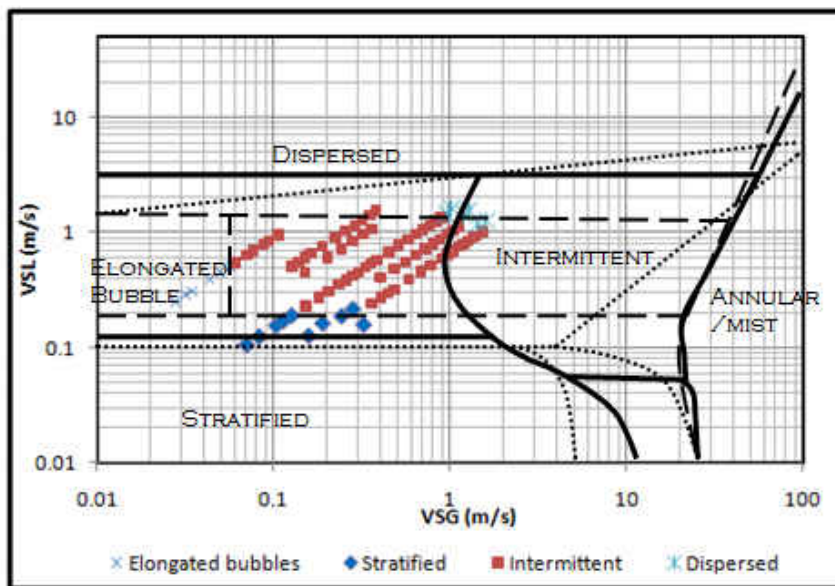 10
DISPERSED
1
VSL (m/s)
ELONGATED
BUBBLE
INTERMITTENT
ANNULAR
/MIST
0.1
STRATIFIED
0.01
0.01 0.1 1 10 100
VSG (m/s)
Elongated bubbles Stratified Intermittent Dispersed